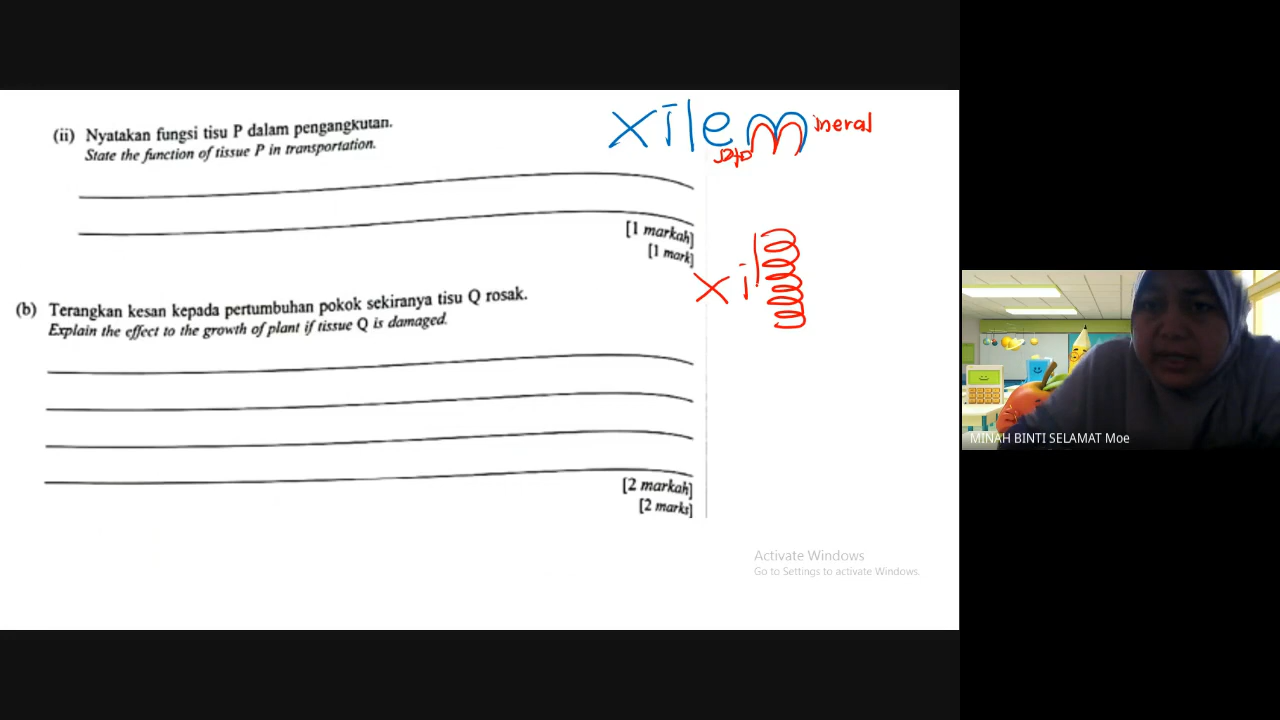 (ii) Nyatakan fungsi tisu P dalam pengangkutan.
State the function of tissue P in transportation.
[1 markah]
[1 mark]
(b) Terangkan kesan kepada pertumbuhan pokok sekiranya tisu Q rosak.
Explain the effect to the growth of plant if tissue Q is damaged.
[2 markah]
[2 marks]
xilem
ineral
xil
Activate Windows
Go to Settings to activate Windows.
MINAH BINTI SELAMAT Moe